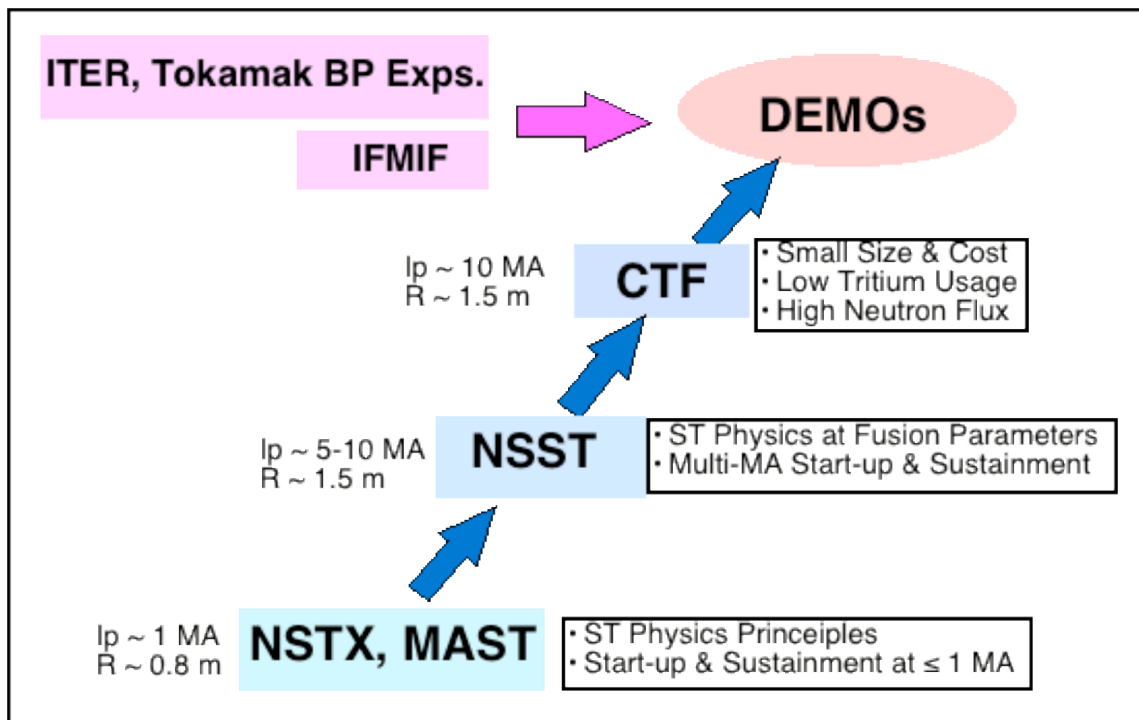 ITER, Tokamak BP Exps.
IFMIF
DEMOs
Ip ~ 10 MA
R ~ 1.5 m
CTF
· Small Size & Cost
· Low Tritium Usage
· High Neutron Flux
Ip ~ 5-10 MA
R ~ 1.5 m
NSST
· ST Physics at Fusion Parameters
· Multi-MA Start-up & Sustainment
Ip ~ 1 MA
R ~ 0.8 m
NSTX, MAST
· ST Physics Princeiples
· Start-up & Sustainment at ≤ 1 MA